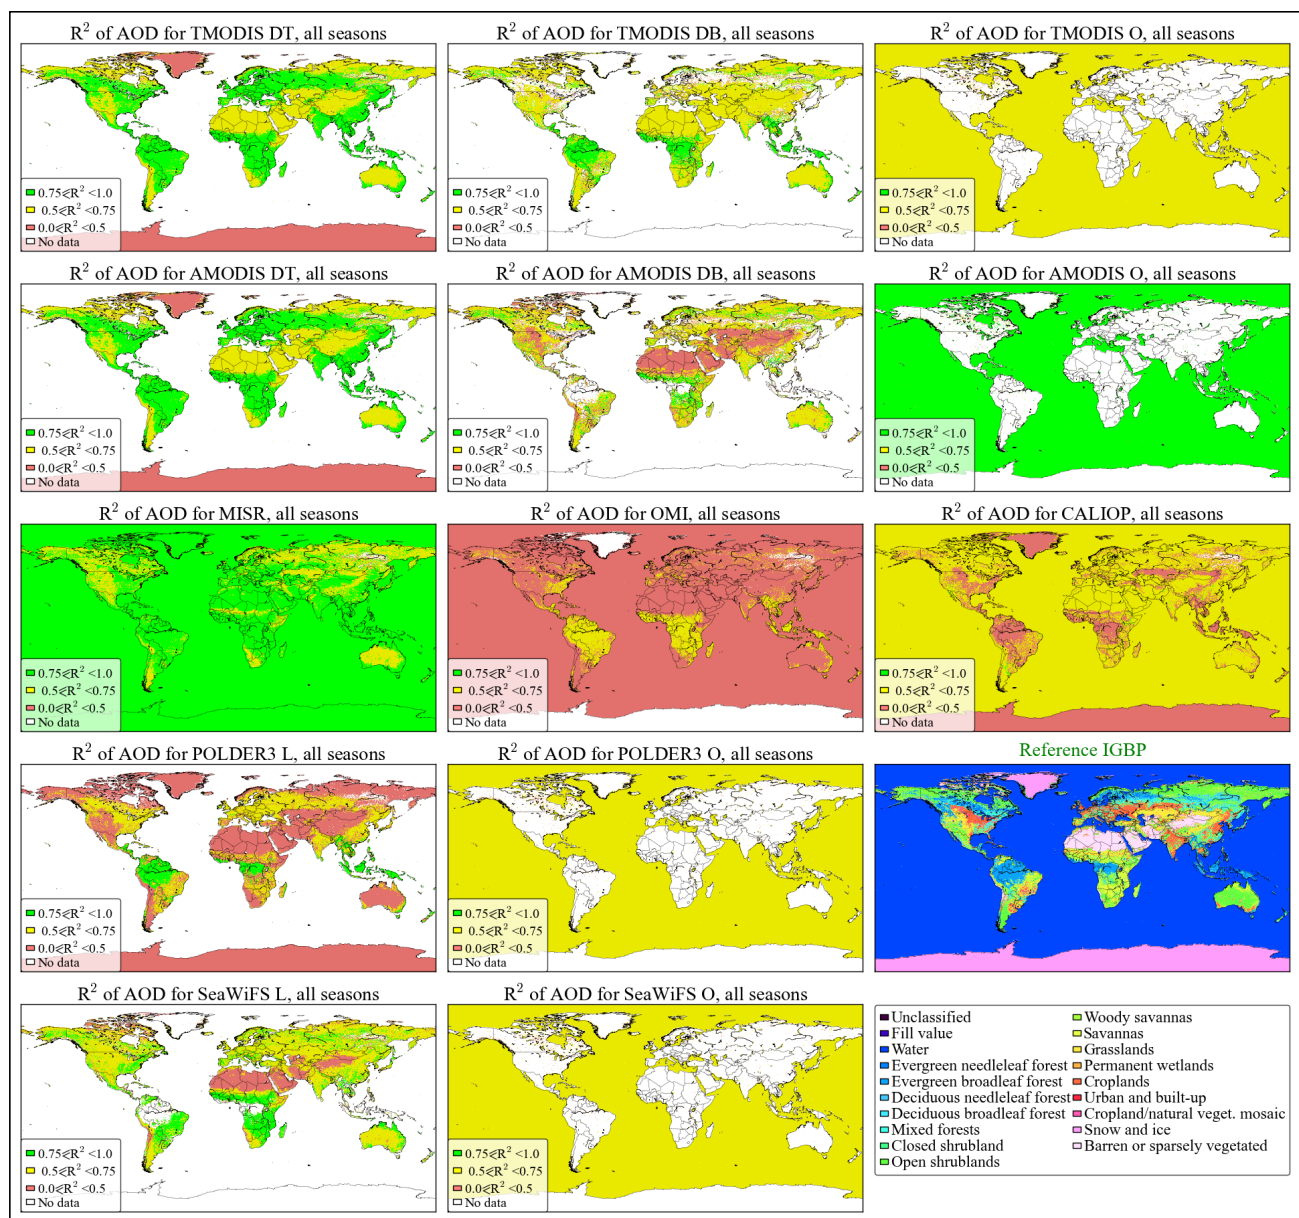 R² of AOD for TMODIS DT, all seasons
0.75⩽R² <1.0
0.5⩽R² <0.75
0.0⩽R² <0.5
No data
R² of AOD for TMODIS DB, all seasons
0.75⩽R² <1.0
0.5⩽R² <0.75
0.0⩽R² <0.5
No data
R² of AOD for TMODIS O, all seasons
0.75⩽R² <1.0
0.5⩽R² <0.75
0.0⩽R² <0.5
No data
R² of AOD for AMODIS DT, all seasons
0.75⩽R² <1.0
0.5⩽R² <0.75
0.0⩽R² <0.5
No data
R² of AOD for AMODIS DB, all seasons
0.75⩽R² <1.0
0.5⩽R² <0.75
0.0⩽R² <0.5
No data
R² of AOD for AMODIS O, all seasons
0.75⩽R² <1.0
0.5⩽R² <0.75
0.0⩽R² <0.5
No data
R² of AOD for MISR, all seasons
0.75⩽R² <1.0
0.5⩽R² <0.75
0.0⩽R² <0.5
No data
R² of AOD for OMI, all seasons
0.75⩽R² <1.0
0.5⩽R² <0.75
0.0⩽R² <0.5
No data
R² of AOD for CALIOP, all seasons
0.75⩽R² <1.0
0.5⩽R² <0.75
0.0⩽R² <0.5
No data
R² of AOD for POLDER3 L, all seasons
0.75⩽R² <1.0
0.5⩽R² <0.75
0.0⩽R² <0.5
No data
R² of AOD for POLDER3 O, all seasons
0.75⩽R² <1.0
0.5⩽R² <0.75
0.0⩽R² <0.5
No data
Reference IGBP
R² of AOD for SeaWiFS L, all seasons
0.75⩽R² <1.0
0.5⩽R² <0.75
0.0⩽R² <0.5
No data
R² of AOD for SeaWiFS O, all seasons
0.75⩽R² <1.0
0.5⩽R² <0.75
0.0⩽R² <0.5
No data
Unclassified
Fill value
Water
Evergreen needleleaf forest
Evergreen broadleaf forest
Deciduous needleleaf forest
Deciduous broadleaf forest
Mixed forests
Closed shrubland
Open shrublands
Woody savannas
Savannas
Grasslands
Permanent wetlands
Croplands
Urban and built-up
Cropland/natural veget. mosaic
Snow and ice
Barren or sparsely vegetated